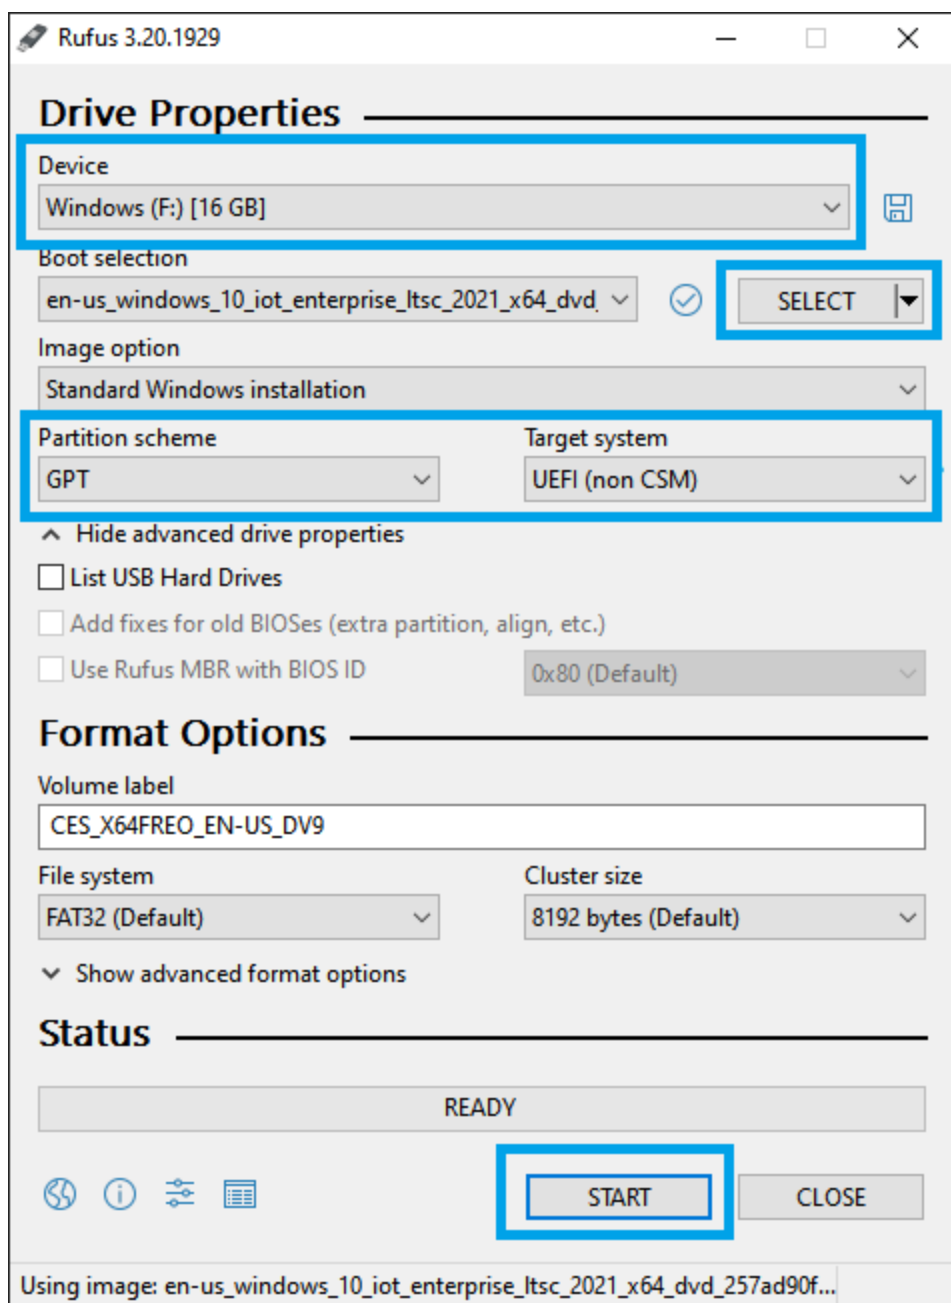 Rufus 3.20.1929
Drive Properties
Device
Windows (F:) [16 GB]
Boot selection
en-us_windows_10_iot_enterprise_ltsc_2021_x64_dvd_
SELECT
Image option
Standard Windows installation
Partition scheme Target system
GPT UEFI (non CSM)
Hide advanced drive properties
List USB Hard Drives
Add fixes for old BIOSes (extra partition, align, etc.)
Use Rufus MBR with BIOS ID 0x80 (Default)
Format Options
Volume label
CES_X64FREO_EN-US_DV9
File system Cluster size
FAT32 (Default) 8192 bytes (Default)
Show advanced format options
Status
READY
START CLOSE
Using image: en-us_windows_10_iot_enterprise_ltsc_2021_x64_dvd_257ad90f...